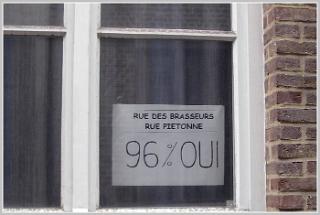 RUE DES BRASSEURS
RUE PIETONNE
96% OUI